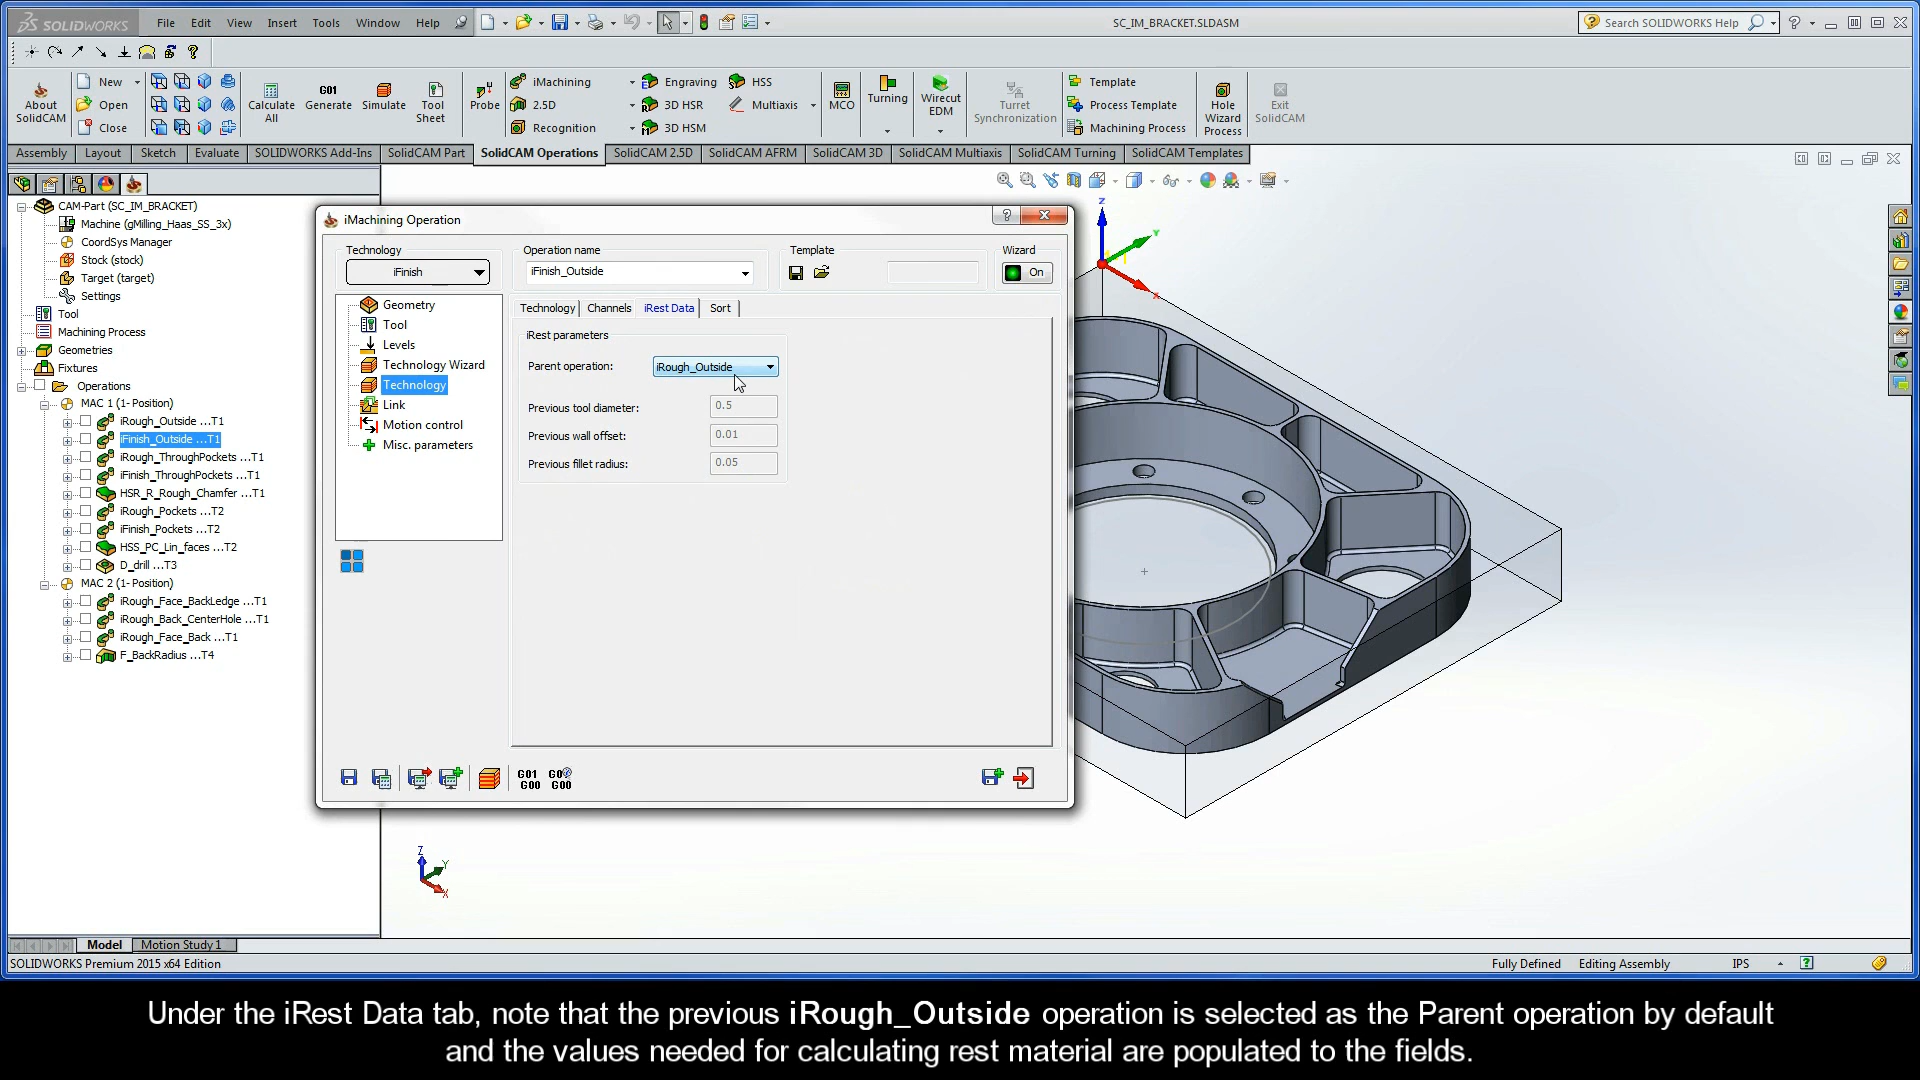 SOLIDWORKS File Edit View Insert Tools Window Help SC_IM_BRACKET.SLDASM Search SOLIDWORKS Help
About SolidCAM
New
Open
Close
Calculate All
G01
Generate
Simulate
Tool Sheet
Probe
iMachining
2.5D
Recognition
Engraving
3D HSR
3D HSM
HSS
Multiaxis
MCO
Turning
Wirecut EDM
Turret Synchronization
Template
Process Template
Machining Process
Hole Wizard Process
Exit SolidCAM
Assembly Layout Sketch Evaluate SOLIDWORKS Add-Ins SolidCAM Part SolidCAM Operations SolidCAM 2.5D SolidCAM AFRM SolidCAM 3D SolidCAM Multiaxis SolidCAM Turning SolidCAM Templates
CAM-Part (SC_IM_BRACKET)
Machine (gMilling_Haas_SS_3x)
CoordSys Manager
Stock (stock)
Target (target)
Settings
Tool
Machining Process
Geometries
Fixtures
Operations
MAC 1 (1- Position)
iRough_Outside ...T1
iFinish_Outside ...T1
iRough_ThroughPockets ...T1
iFinish_ThroughPockets ...T1
HSR_R_Rough_Chamfer ...T1
iRough_Pockets ...T2
iFinish_Pockets ...T2
HSS_PC_Lin_faces ...T2
D_drill ...T3
MAC 2 (1- Position)
iRough_Face_BackLedge ...T1
iRough_Back_CenterHole ...T1
iRough_Face_Back ...T1
F_BackRadius ...T4
iMachining Operation
Technology
iFinish
Operation name
iFinish_Outside
Template
Wizard
On
Geometry
Tool
Levels
Technology Wizard
Technology
Link
Motion control
Misc. parameters
Technology Channels iRest Data Sort
iRest parameters
Parent operation: iRough_Outside
Previous tool diameter: 0.5
Previous wall offset: 0.01
Previous fillet radius: 0.05
G01 G00
G00
Z
Y
X
Z
Y
X
Model Motion Study 1
SOLIDWORKS Premium 2015 x64 Edition Fully Defined Editing Assembly IPS
Under the iRest Data tab, note that the previous iRough_Outside operation is selected as the Parent operation by default
and the values needed for calculating rest material are populated to the fields.